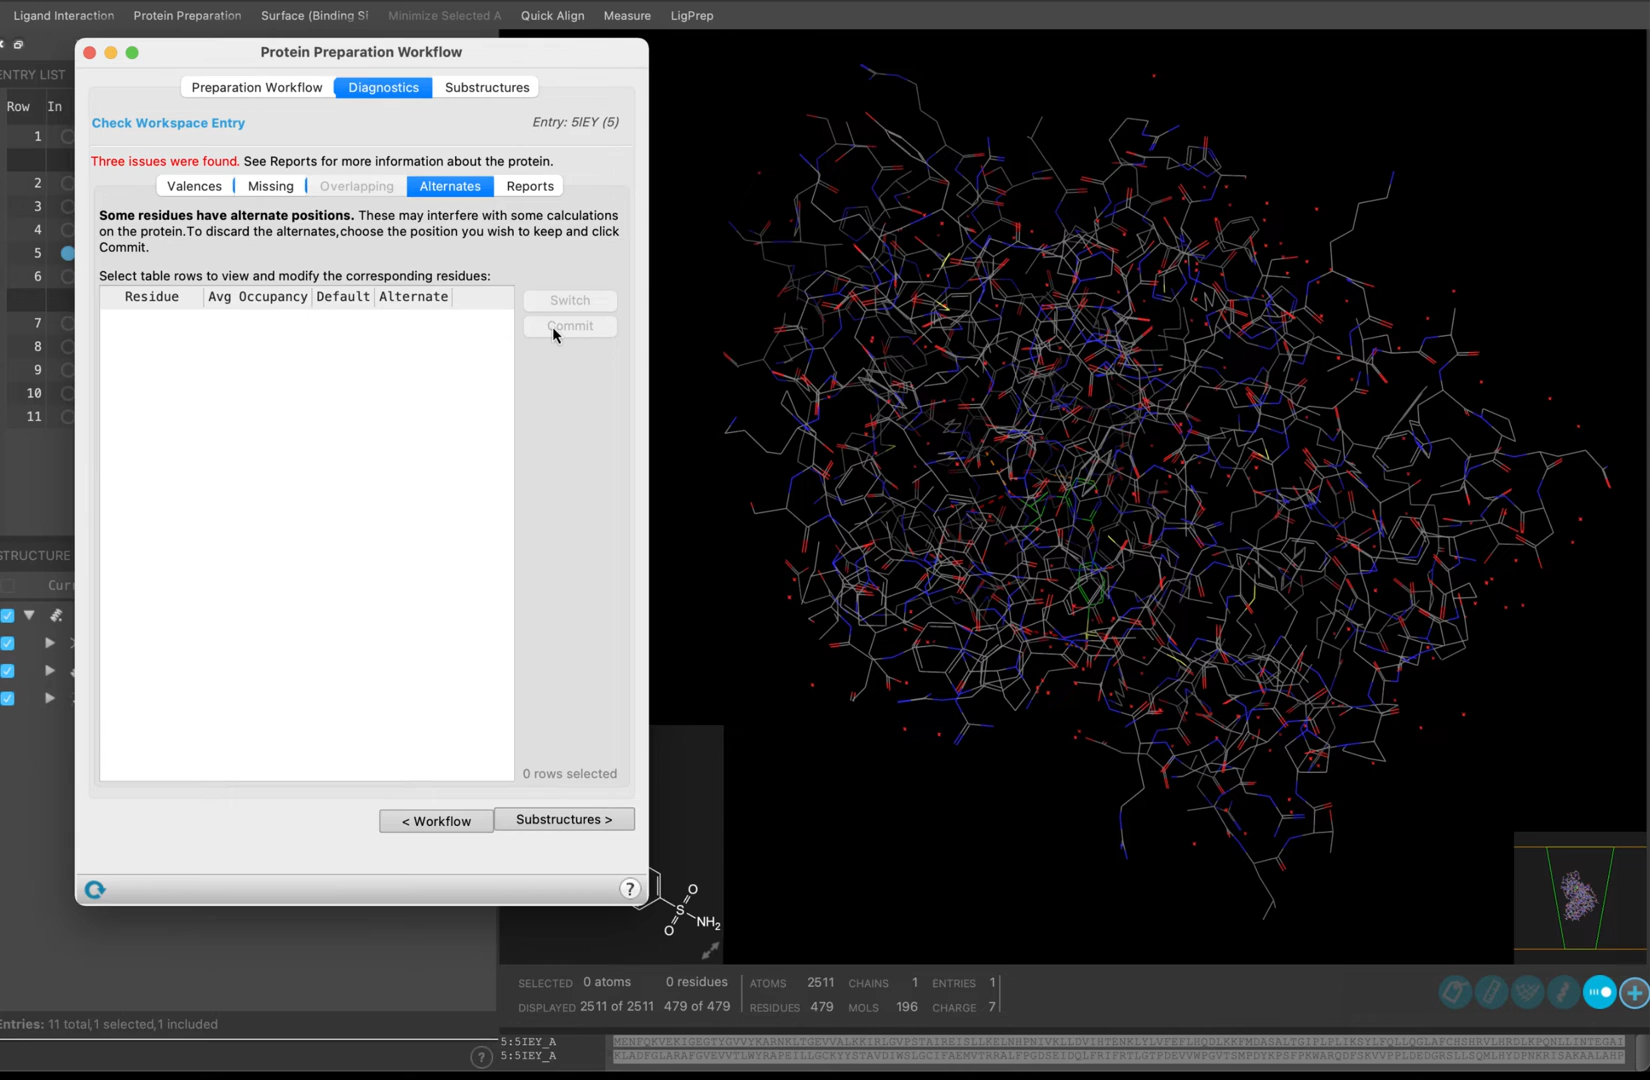 Ligand Interaction Protein Preparation Surface (Binding Si Minimize Selected A Quick Align Measure LigPrep
Protein Preparation Workflow
ENTRY LIST
Preparation Workflow Diagnostics Substructures
Row In
Check Workspace Entry Entry: 5IEY (5)
1
Three issues were found. See Reports for more information about the protein.
2 Valences Missing Overlapping Alternates Reports
3 Some residues have alternate positions. These may interfere with some calculations
4 on the protein.To discard the alternates,choose the position you wish to keep and click
5 Commit.
6 Select table rows to view and modify the corresponding residues:
Residue Avg Occupancy Default Alternate Switch
7 Commit
8
9
10
11
STRUCTURE
Curr
0 rows selected
< Workflow Substructures >
?
O
S
NH2
O
SELECTED 0 atoms 0 residues ATOMS 2511 CHAINS 1 ENTRIES 1
DISPLAYED 2511 of 2511 479 of 479 RESIDUES 479 MOLS 196 CHARGE 7
Entries: 11 total,1 selected,1 included
?
5:5IEY_A MENFQKVEKIGEGTYGVVYKARNKLTGEVVALKKIRLGVPSTAIREISLLKELNHPNIVKLLDVIHTENKLYLVFEFLHQDLKKFMDASALTGIPLPLIKSYLFQLLQGLAFCHSHRVLHRDLKPQNLLINTEGAI
5:5IEY_A KLADFGLARAFGVEVVTLWYRAPEILLGCKYYSTAVDIWSLGCIFAEMVTRRALFPGDSEIDQLFRIFRTLGTPDEVVWPGVTSMPDYKPSFPKWARQDFSKVVPPLDEDGRSLLSQMLHYDPNKRISAKAALAHP